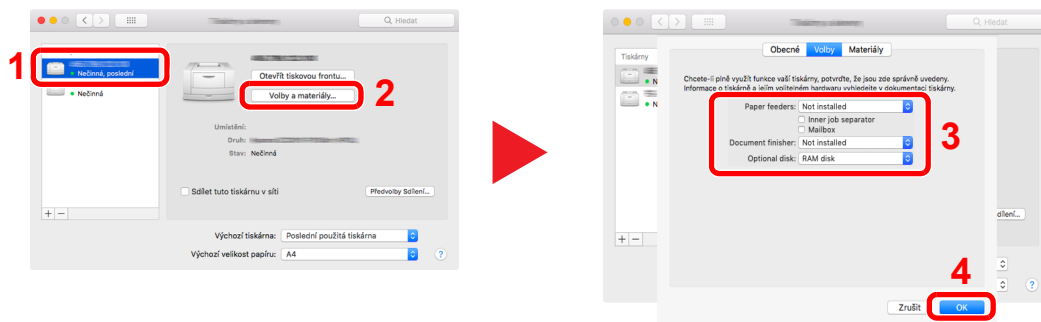 Hledat
1
Nečinná, poslední
Nečinná
Otevřít tiskovou frontu...
Volby a materiály...
2
Umístění:
Druh:
Stav: Nečinná
Sdílet tuto tiskárnu v síti
Předvolby Sdílení...
+ −
Výchozí tiskárna: Poslední použitá tiskárna
Výchozí velikost papíru: A4
?
Hledat
Tiskárny
Obecné Volby Materiály
N
N
Chcete-li plně využít funkce vaší tiskárny, potvrďte, že jsou zde správně uvedeny.
Informace o tiskárně a jejím volitelném hardwaru vyhledejte v dokumentaci tiskárny.
Paper feeders: Not installed
Inner job separator
Mailbox
3
Document finisher: Not installed
Optional disk: RAM disk
dílení...
+ −
4
?
Zrušit OK